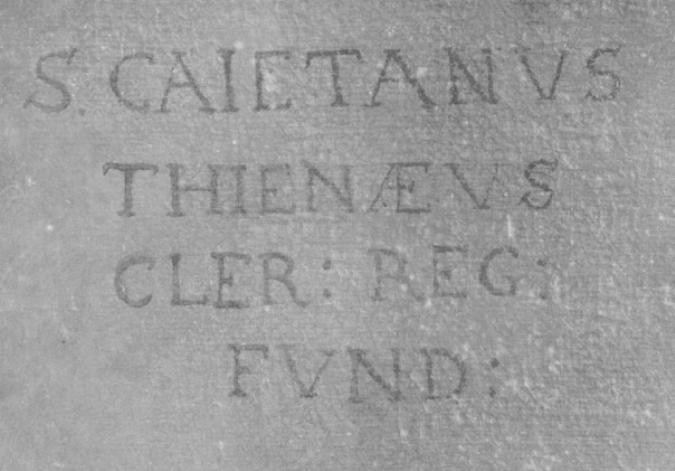 S. CAIETANVS
THIENÆVS
CLER: REG:
FVND: